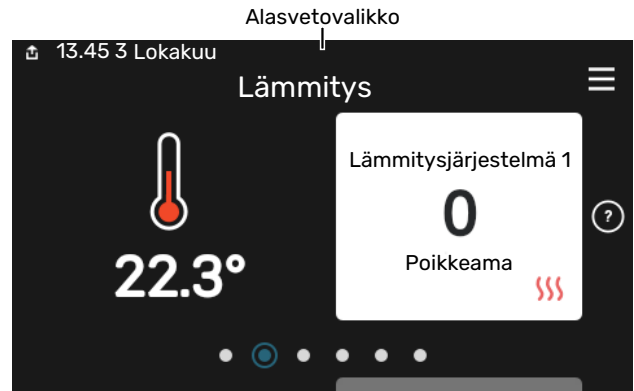 Alasvetovalikko
13.45 3 Lokakuu
Lämmitys
Lämmitysjärjestelmä 1
0
Poikkeama
22.3°
?